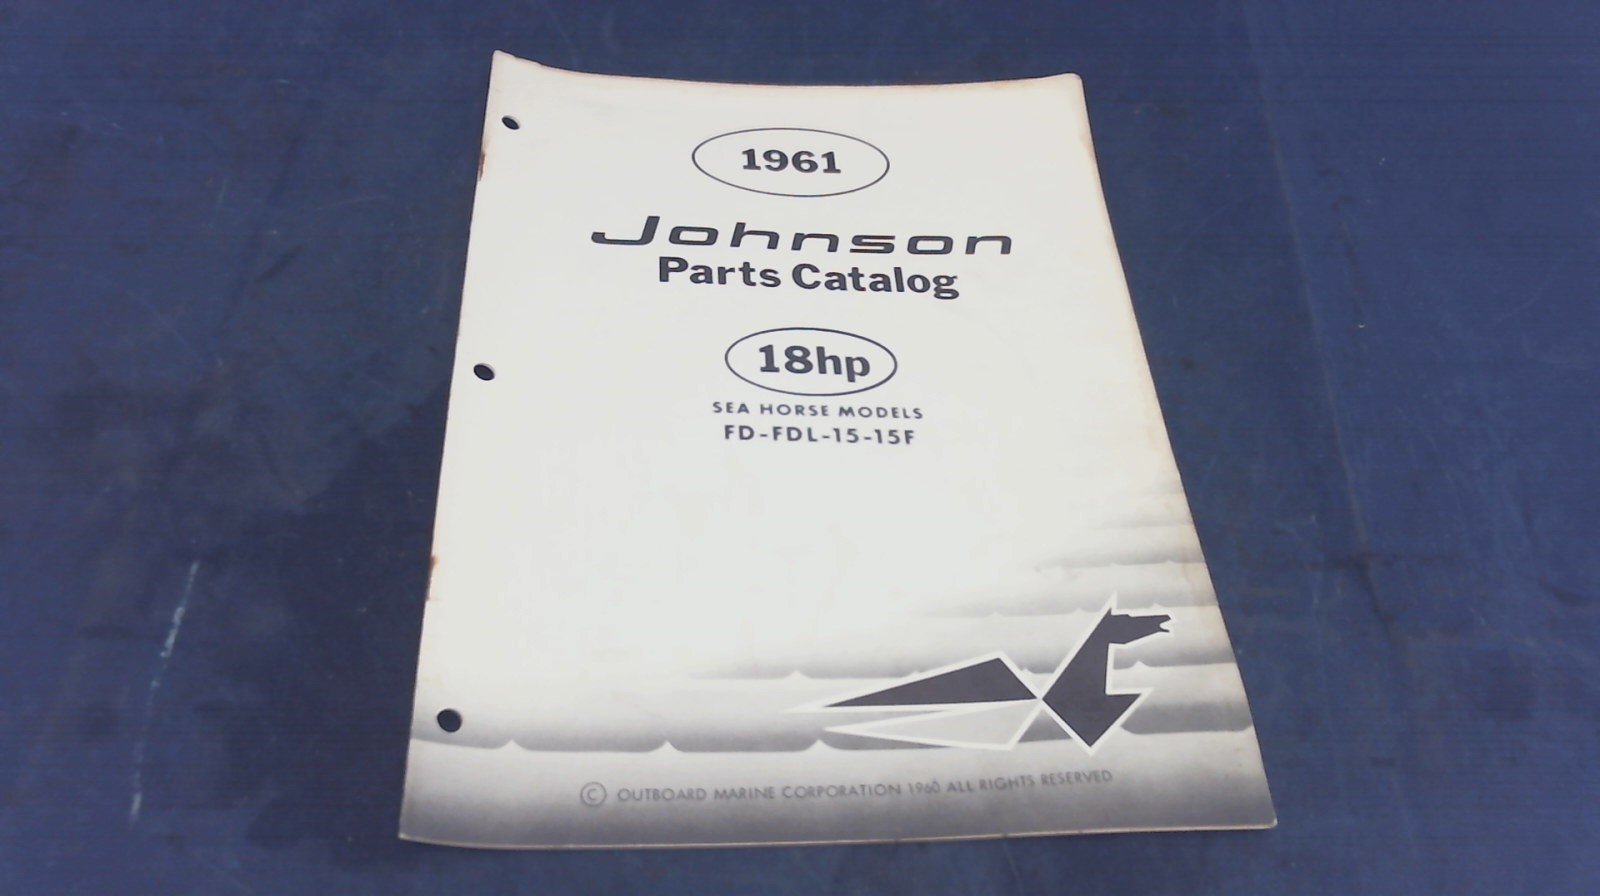 1961
Johnson
Parts Catalog
18hp
SEA HORSE MODELS
FD-FDL-15-15F
© OUTBOARD MARINE CORPORATION 1960 ALL RIGHTS RESERVED